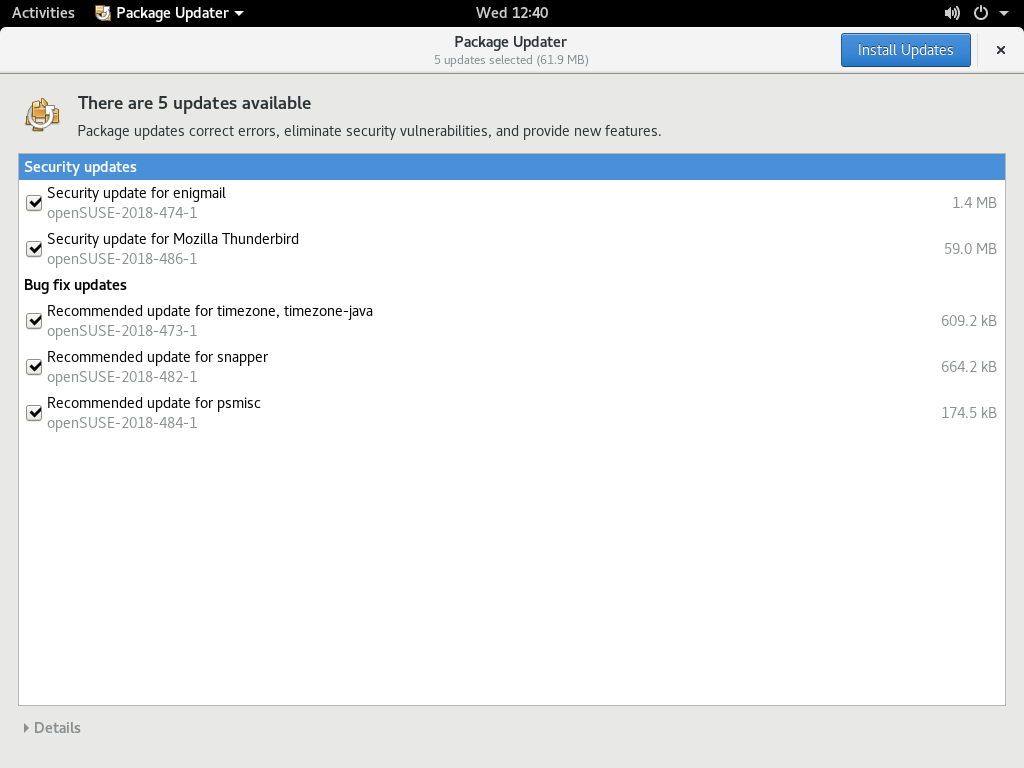 Activities Package Updater Wed 12:40
Package Updater
5 updates selected (61.9 MB)
Install Updates
There are 5 updates available
Package updates correct errors, eliminate security vulnerabilities, and provide new features.
Security updates
Security update for enigmail
openSUSE-2018-474-1
1.4 MB
Security update for Mozilla Thunderbird
openSUSE-2018-486-1
59.0 MB
Bug fix updates
Recommended update for timezone, timezone-java
openSUSE-2018-473-1
609.2 kB
Recommended update for snapper
openSUSE-2018-482-1
664.2 kB
Recommended update for psmisc
openSUSE-2018-484-1
174.5 kB
Details